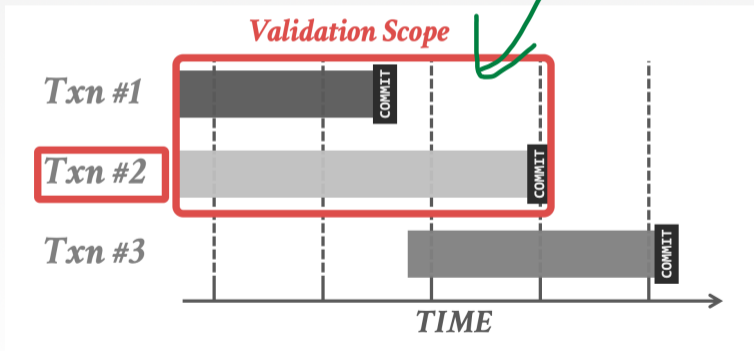 Validation Scope
Txn #1
COMMIT
Txn #2
COMMIT
Txn #3
COMMIT
TIME